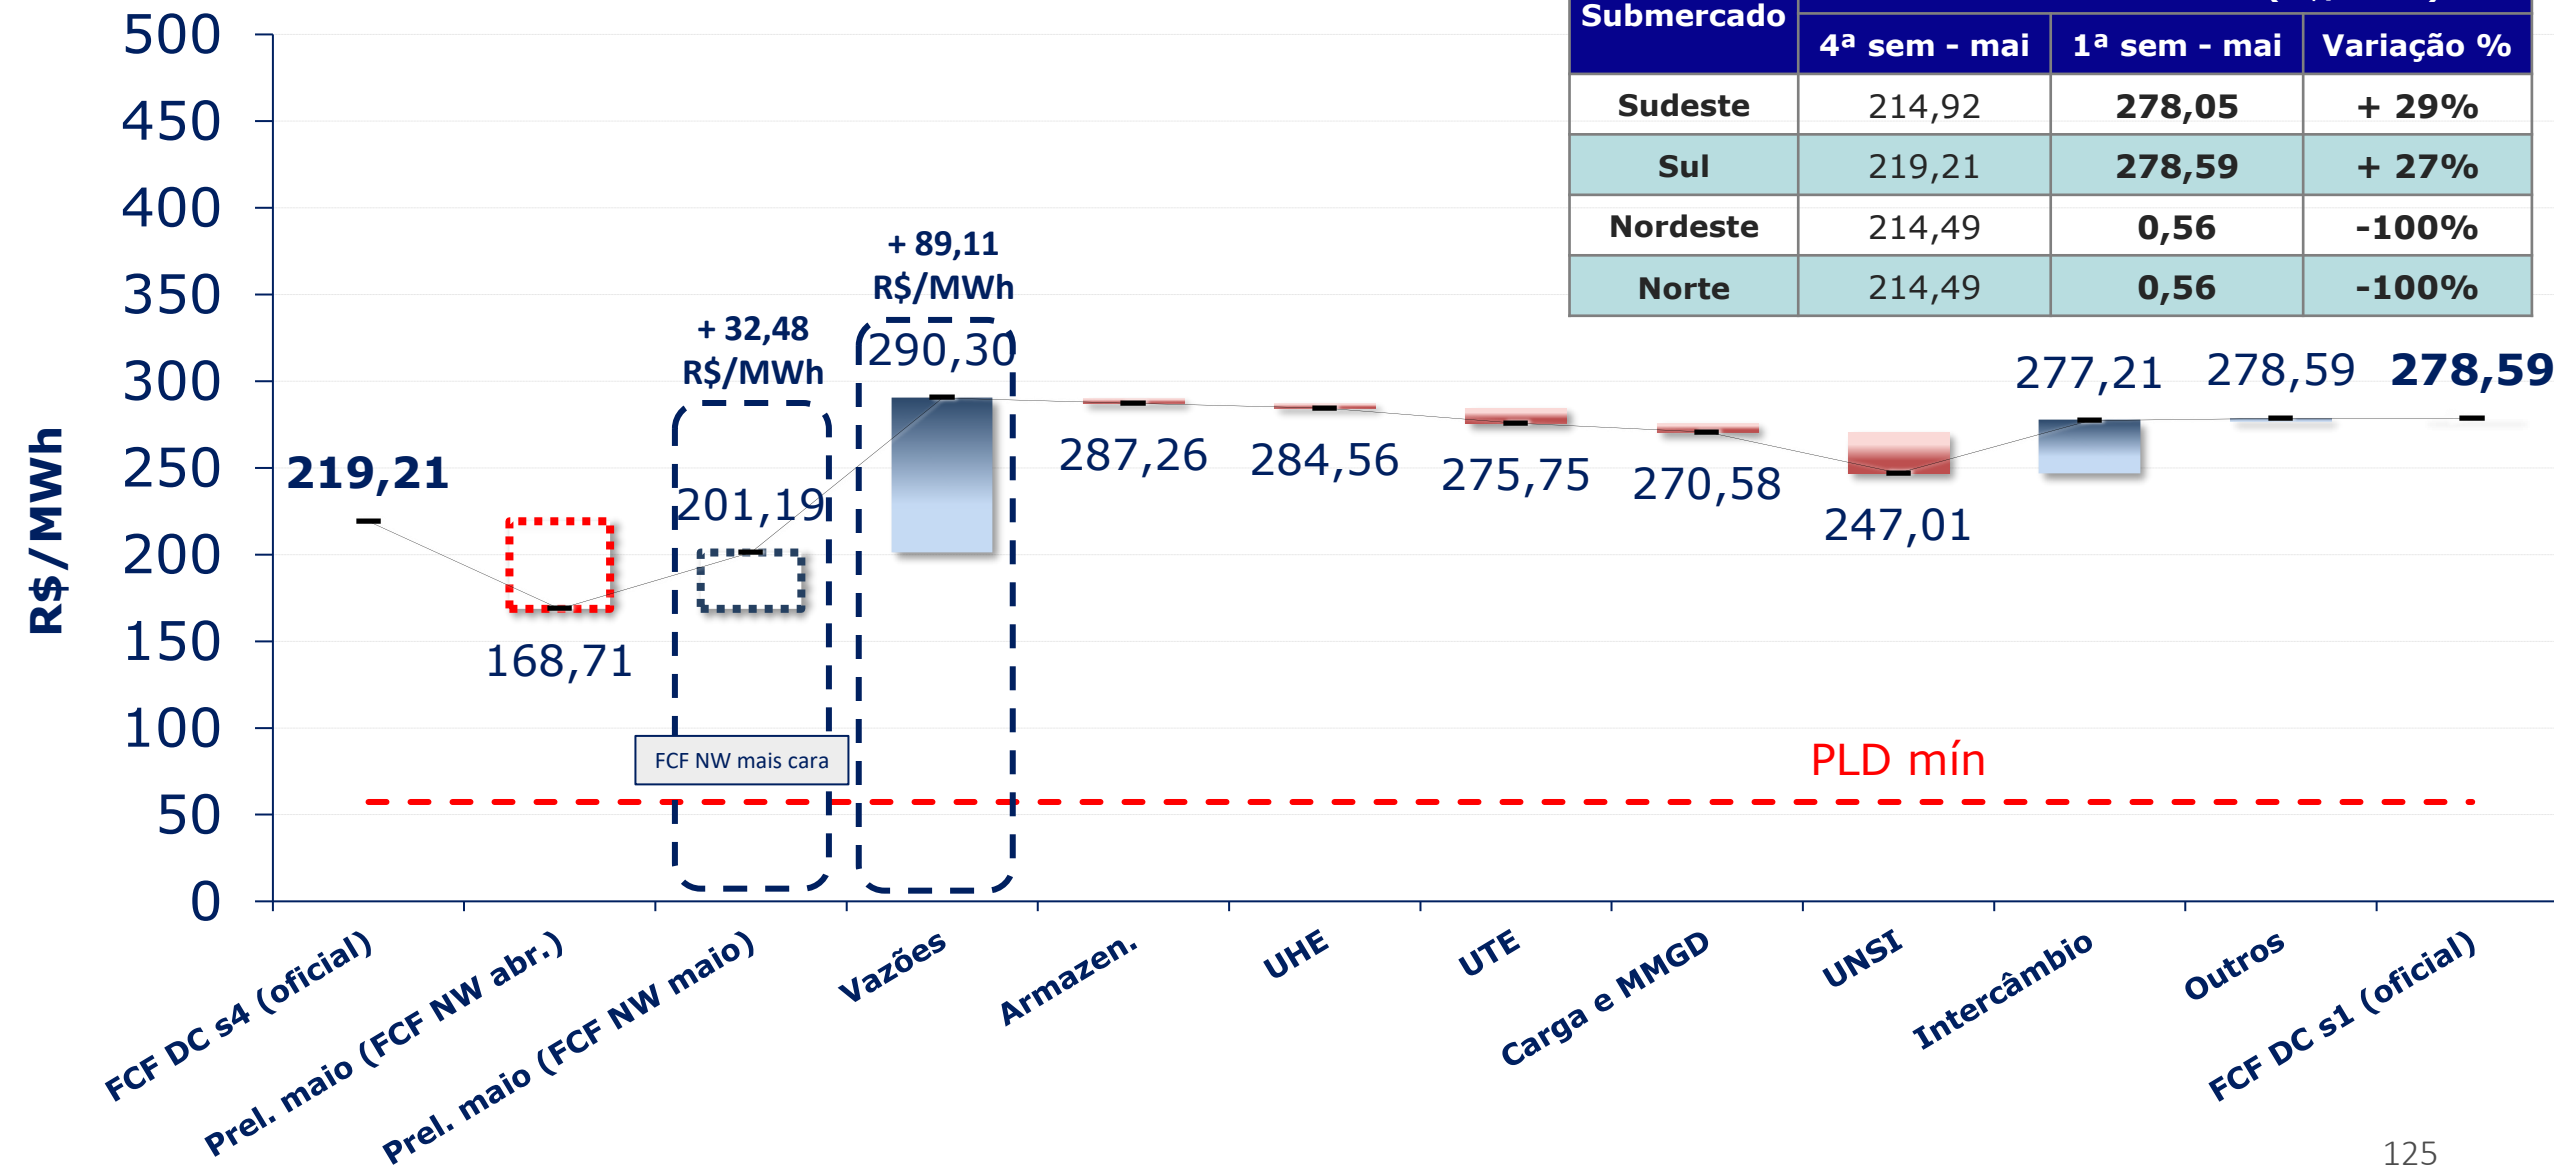 500
450
400
350
300
250
200
150
100
50
0
R$/MWh
Submercado
4ª sem - mai 1ª sem - mai Variação %
Sudeste 214,92 278,05 + 29%
Sul 219,21 278,59 + 27%
Nordeste 214,49 0,56 -100%
Norte 214,49 0,56 -100%
+ 89,11
R$/MWh
+ 32,48
R$/MWh
219,21
168,71
201,19
290,30
287,26
284,56
275,75
270,58
247,01
277,21
278,59
278,59
FCF NW mais cara
PLD mín
FCF DC s4 (oficial)
Prel. maio (FCF NW abr.)
Prel. maio (FCF NW maio)
Vazões
Armazen.
UHE
UTE
Carga e MMGD
UNSI
Intercâmbio
Outros
FCF DC s1 (oficial)
125